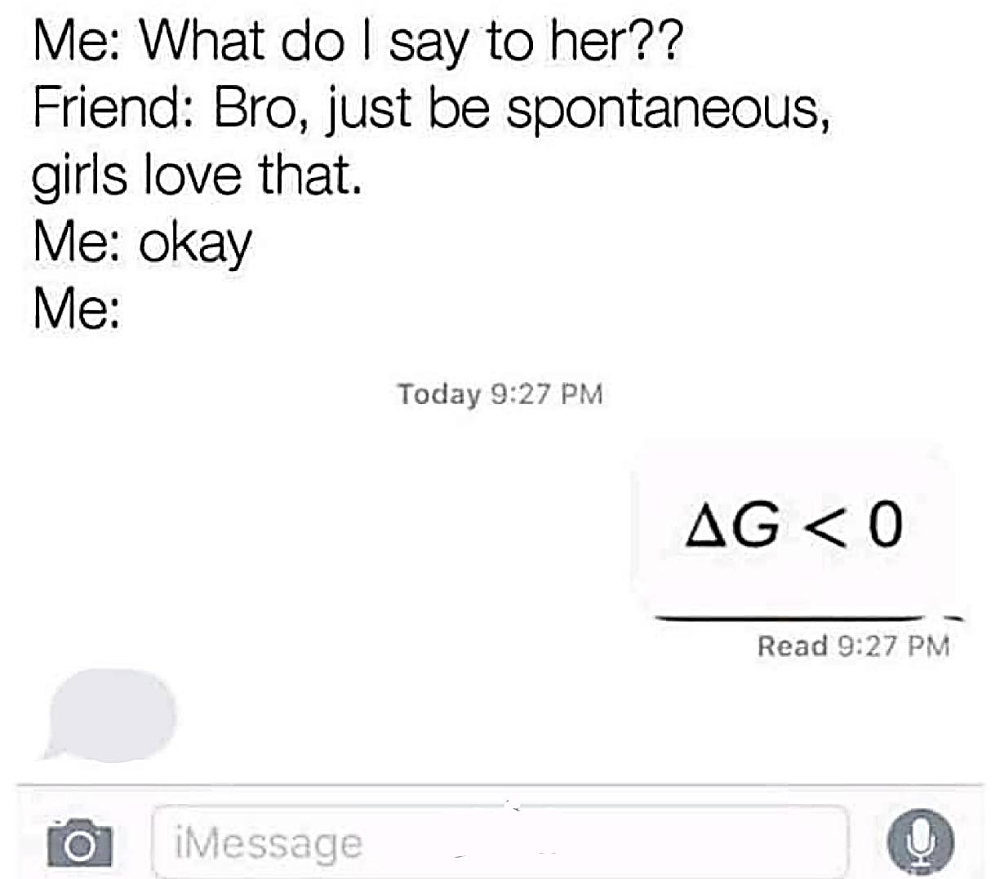 Me: What do I say to her??
Friend: Bro, just be spontaneous,
girls love that.
Me: okay
Me:
Today 9:27 PM
ΔG < 0
Read 9:27 PM
iMessage